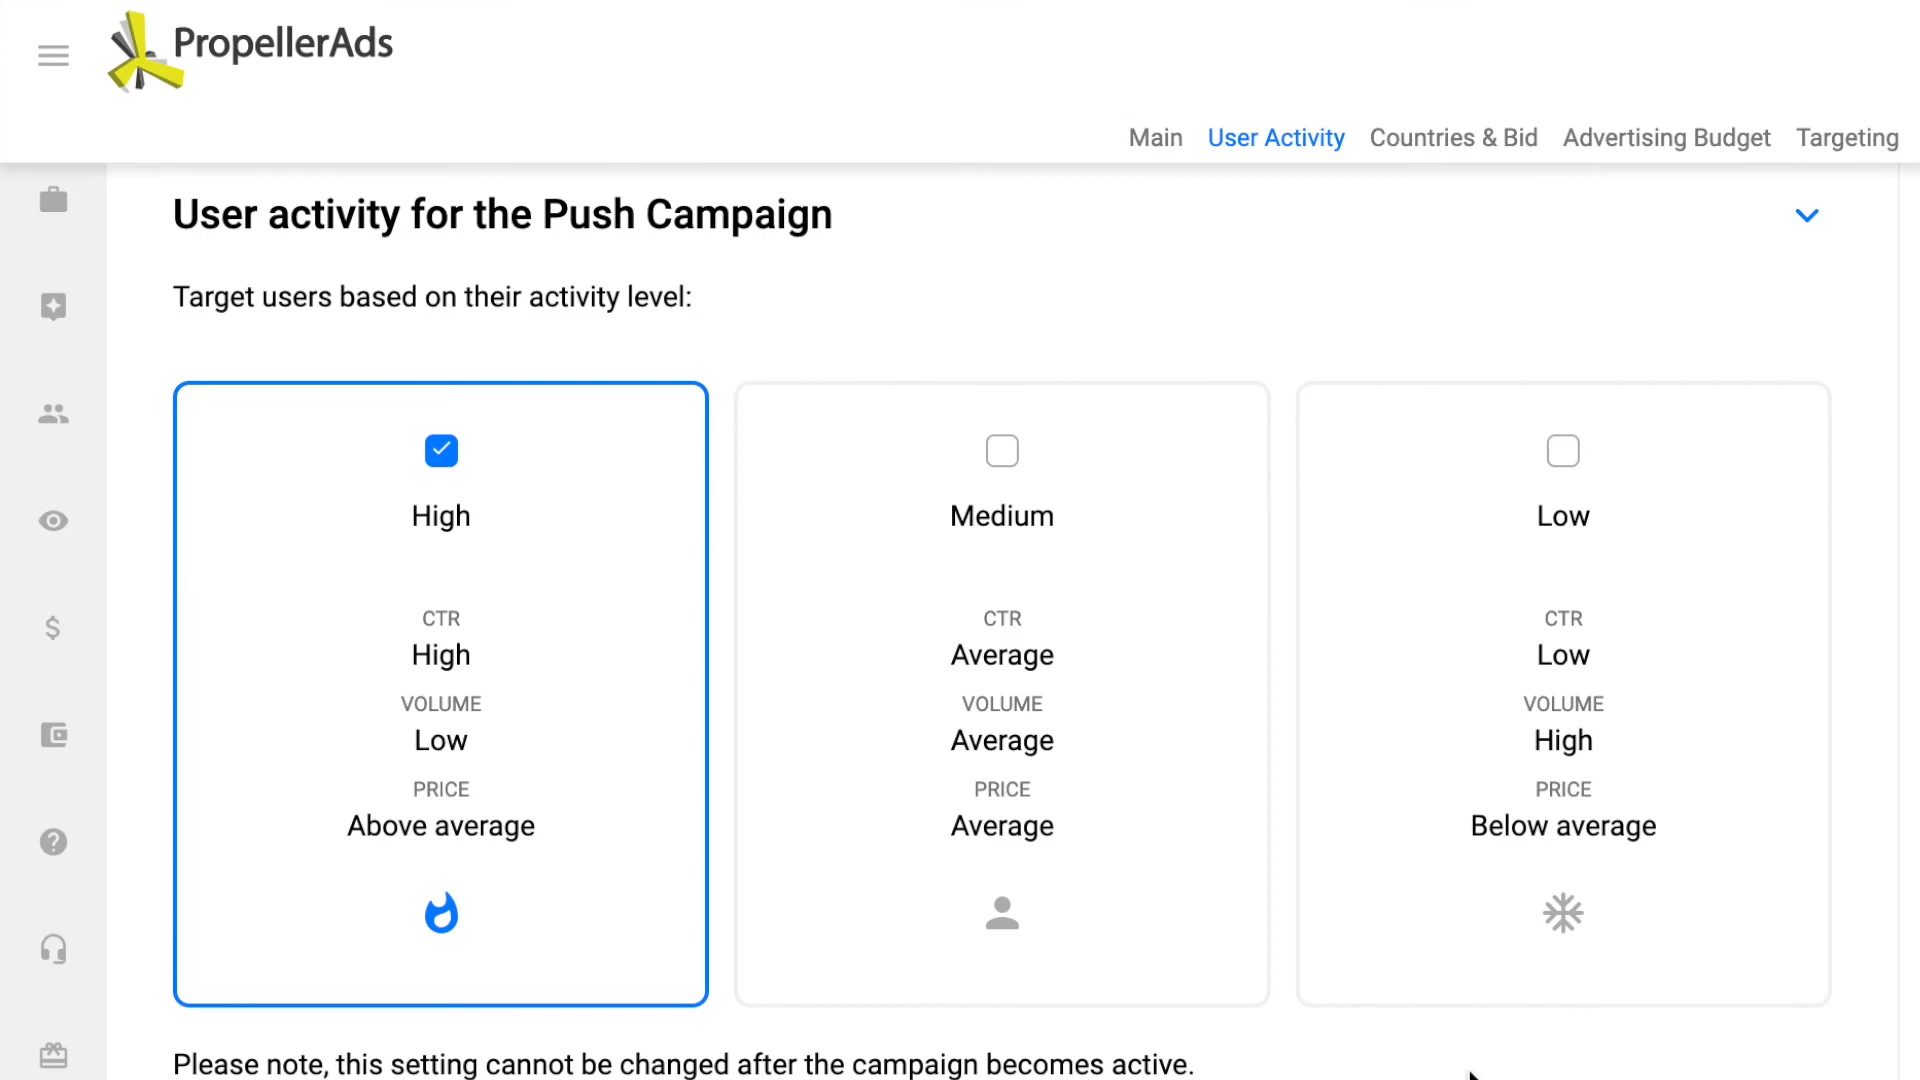 PropellerAds
Main User Activity Countries & Bid Advertising Budget Targeting
User activity for the Push Campaign
Target users based on their activity level:
High
CTR
High
VOLUME
Low
PRICE
Above average
Medium
CTR
Average
VOLUME
Average
PRICE
Average
Low
CTR
Low
VOLUME
High
PRICE
Below average
Please note, this setting cannot be changed after the campaign becomes active.